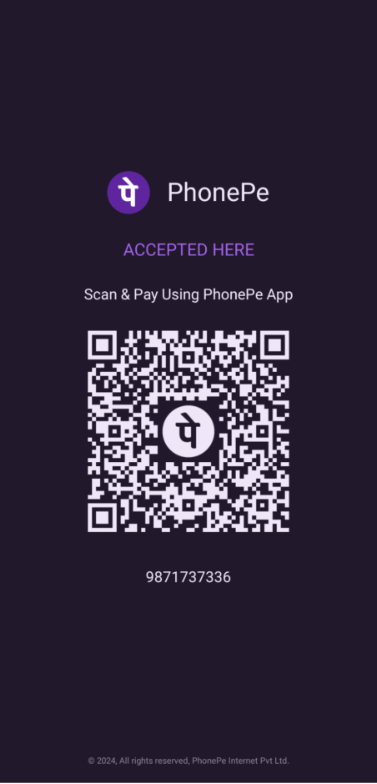 पे PhonePe
ACCEPTED HERE
Scan & Pay Using PhonePe App
पे
9871737336
© 2024, All rights reserved, PhonePe Internet Pvt Ltd.